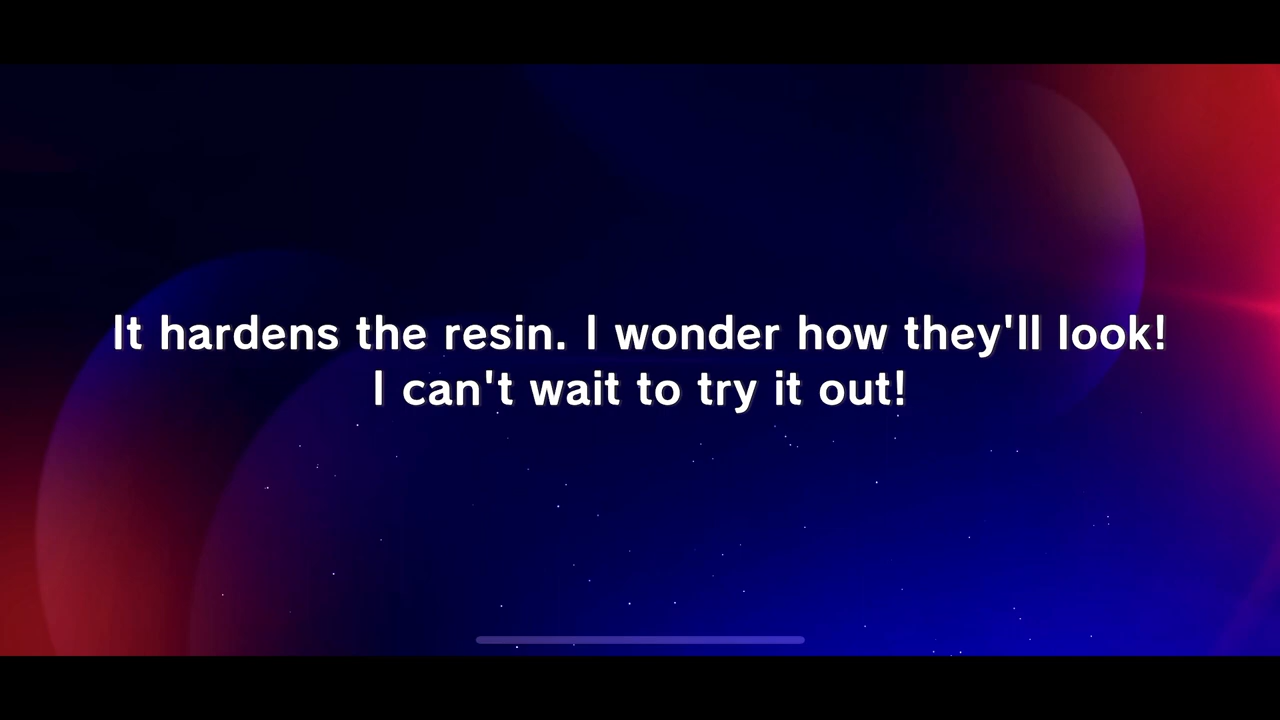 It hardens the resin. I wonder how they'll look!
I can't wait to try it out!